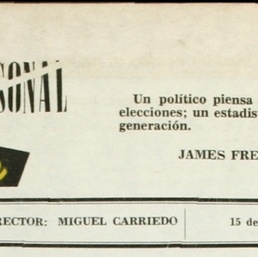 SONAL
Un político piensa
elecciones; un estadis
generación.
JAMES FRE
RECTOR: MIGUEL CARRIEDO
15 de